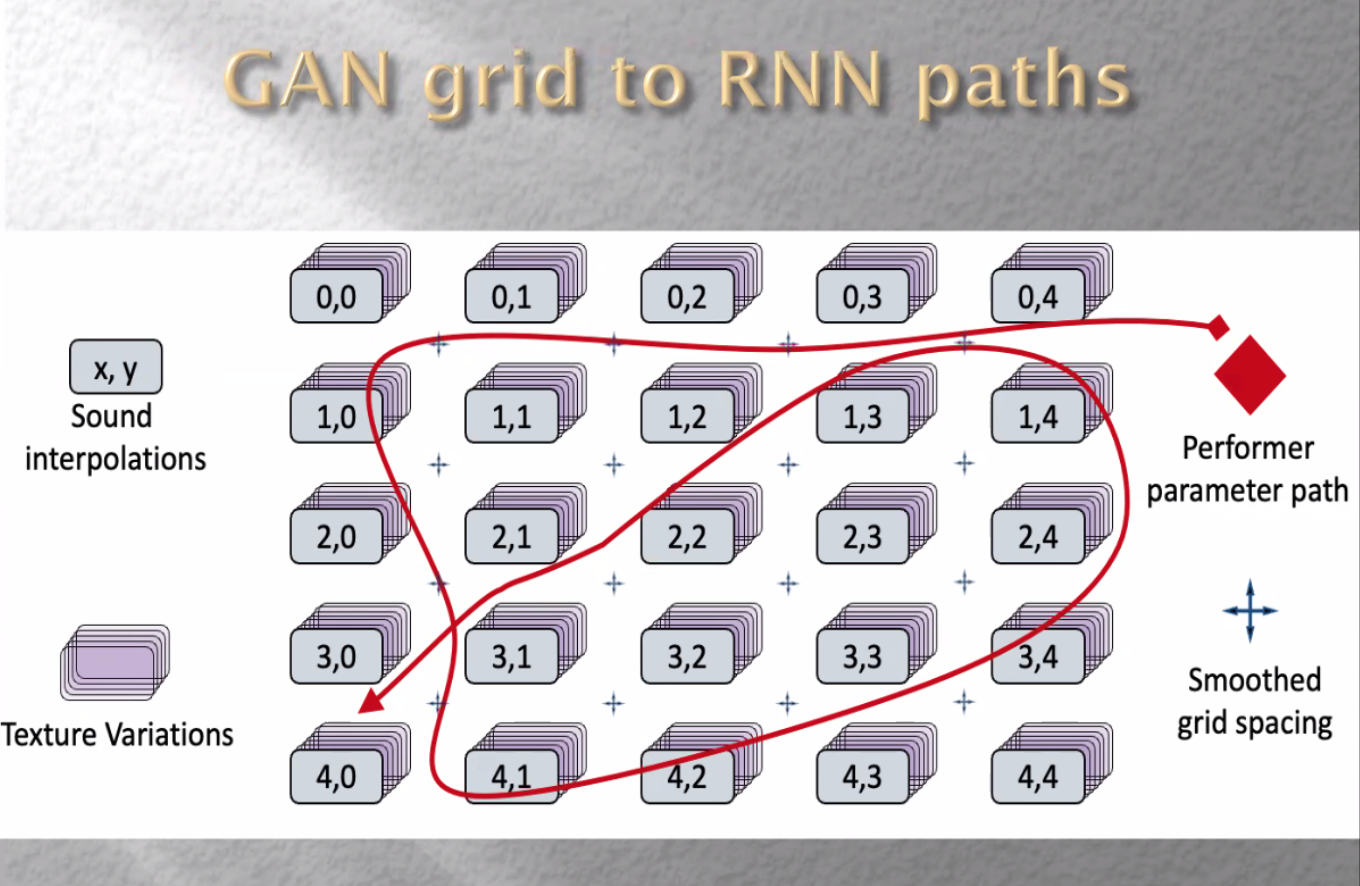 GAN grid to RNN paths
0,0
0,1
0,2
0,3
0,4
x, y
Sound
interpolations
1,0
1,1
1,2
1,3
1,4
Performer
parameter path
2,0
2,1
2,2
2,3
2,4
3,0
3,1
3,2
3,3
3,4
Smoothed
grid spacing
Texture Variations
4,0
4,1
4,2
4,3
4,4